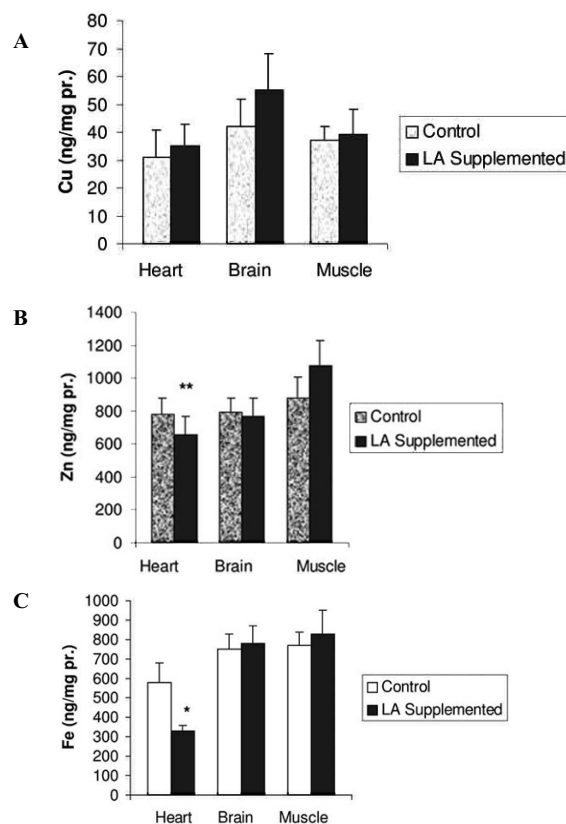 A
80
70
60
50
40
30
20
10
0
Cu (ng/mg pr.)
Heart Brain Muscle
Control
LA Supplemented
B
1400
1200
1000
800
600
400
200
0
Zn (ng/mg pr.)
**
Heart Brain Muscle
Control
LA Supplemented
C
1000
900
800
700
600
500
400
300
200
100
0
Fe (ng/mg pr.)
*
Heart Brain Muscle
Control
LA Supplemented